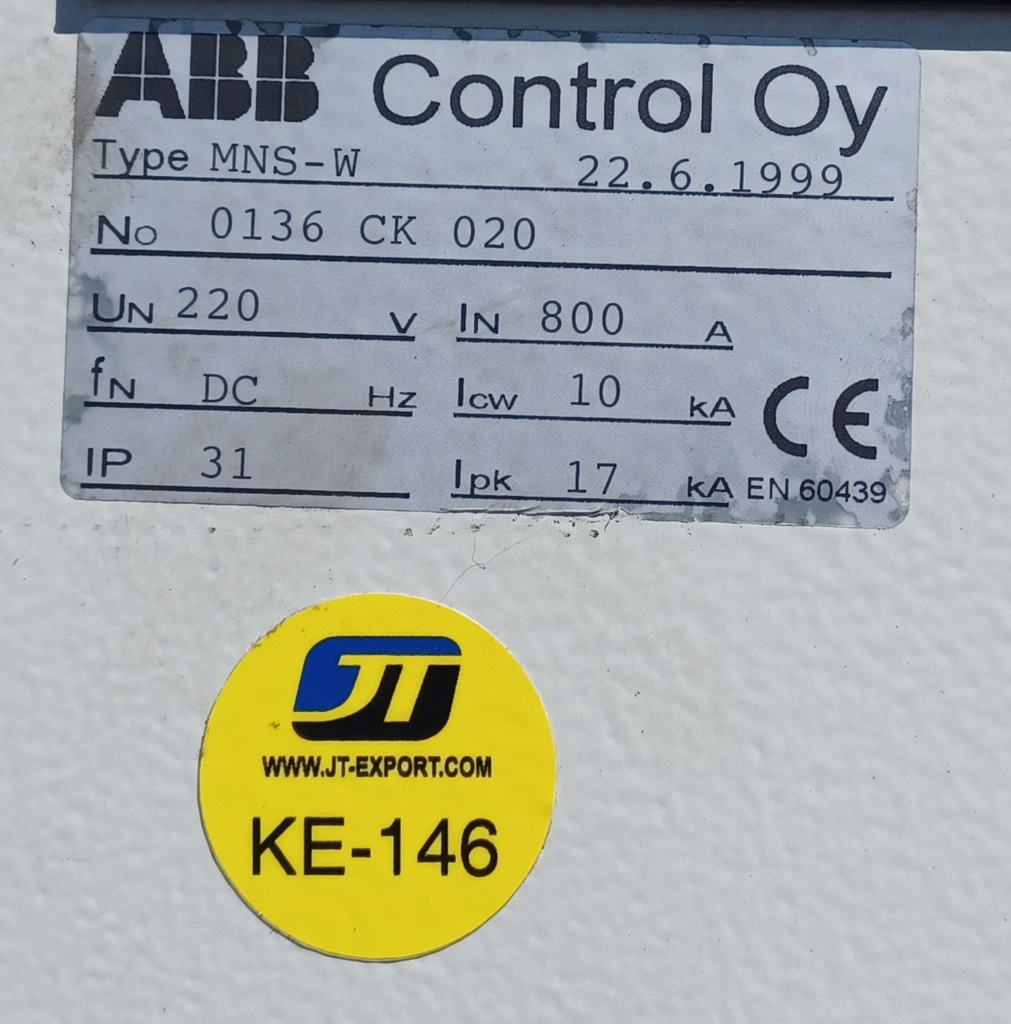 ABB Control Oy
Type MNS-W 22.6.1999
No 0136 CK 020
UN 220 V IN 800 A
fN DC Hz Icw 10 kA CE
IP 31 Ipk 17 kA EN 60439
JT
WWW.JT-EXPORT.COM
KE-146